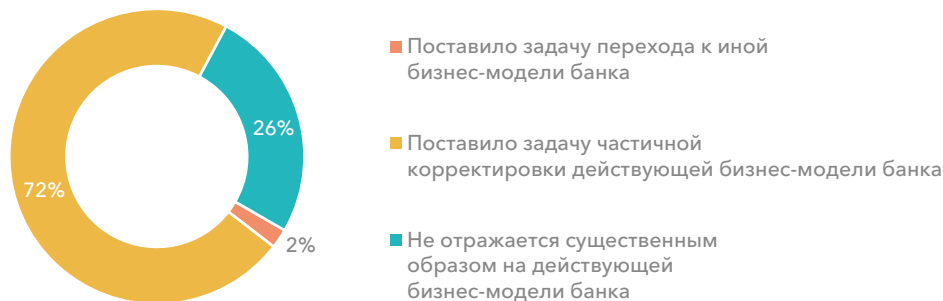 Поставило задачу перехода к иной
бизнес-модели банка
26%
Поставило задачу частичной
корректировки действующей бизнес-модели банка
72%
2%
Не отражается существенным
образом на действующей
бизнес-модели банка